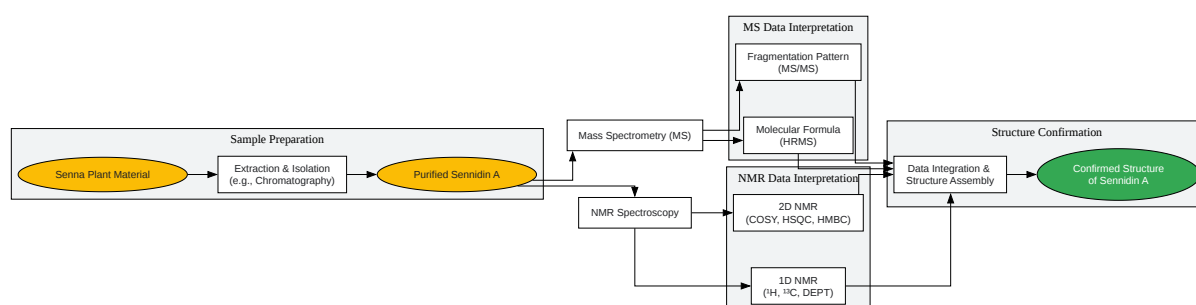 Sample Preparation
Senna Plant Material
Extraction & Isolation
(e.g., Chromatography)
Purified Sennidin A
Mass Spectrometry (MS)
NMR Spectroscopy
MS Data Interpretation
Fragmentation Pattern
(MS/MS)
Molecular Formula
(HRMS)
NMR Data Interpretation
2D NMR
(COSY, HSQC, HMBC)
1D NMR
(¹H, ¹³C, DEPT)
Structure Confirmation
Data Integration &
Structure Assembly
Confirmed Structure
of Sennidin A